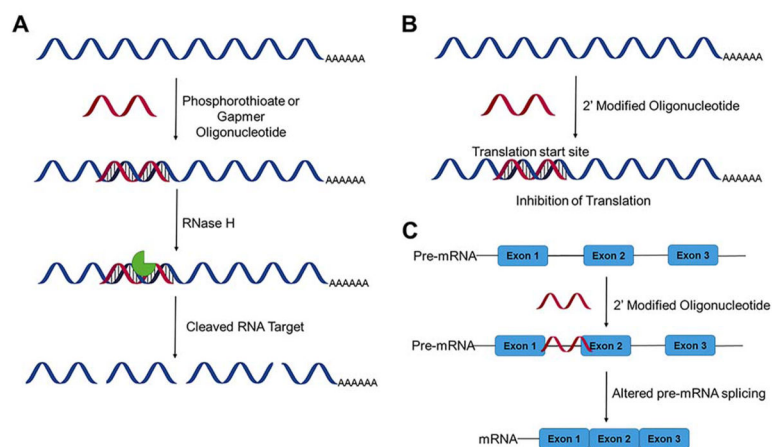 A
AAAAAA
Phosphorothioate or
Gapmer
Oligonucleotide
AAAAAA
RNase H
AAAAAA
Cleaved RNA Target
AAAAAA
B
AAAAAA
2' Modified Oligonucleotide
Translation start site
AAAAAA
Inhibition of Translation
C
Pre-mRNA Exon 1 Exon 2 Exon 3
2' Modified Oligonucleotide
Pre-mRNA Exon 1 Exon 2 Exon 3
Altered pre-mRNA splicing
mRNA Exon 1 Exon 2 Exon 3